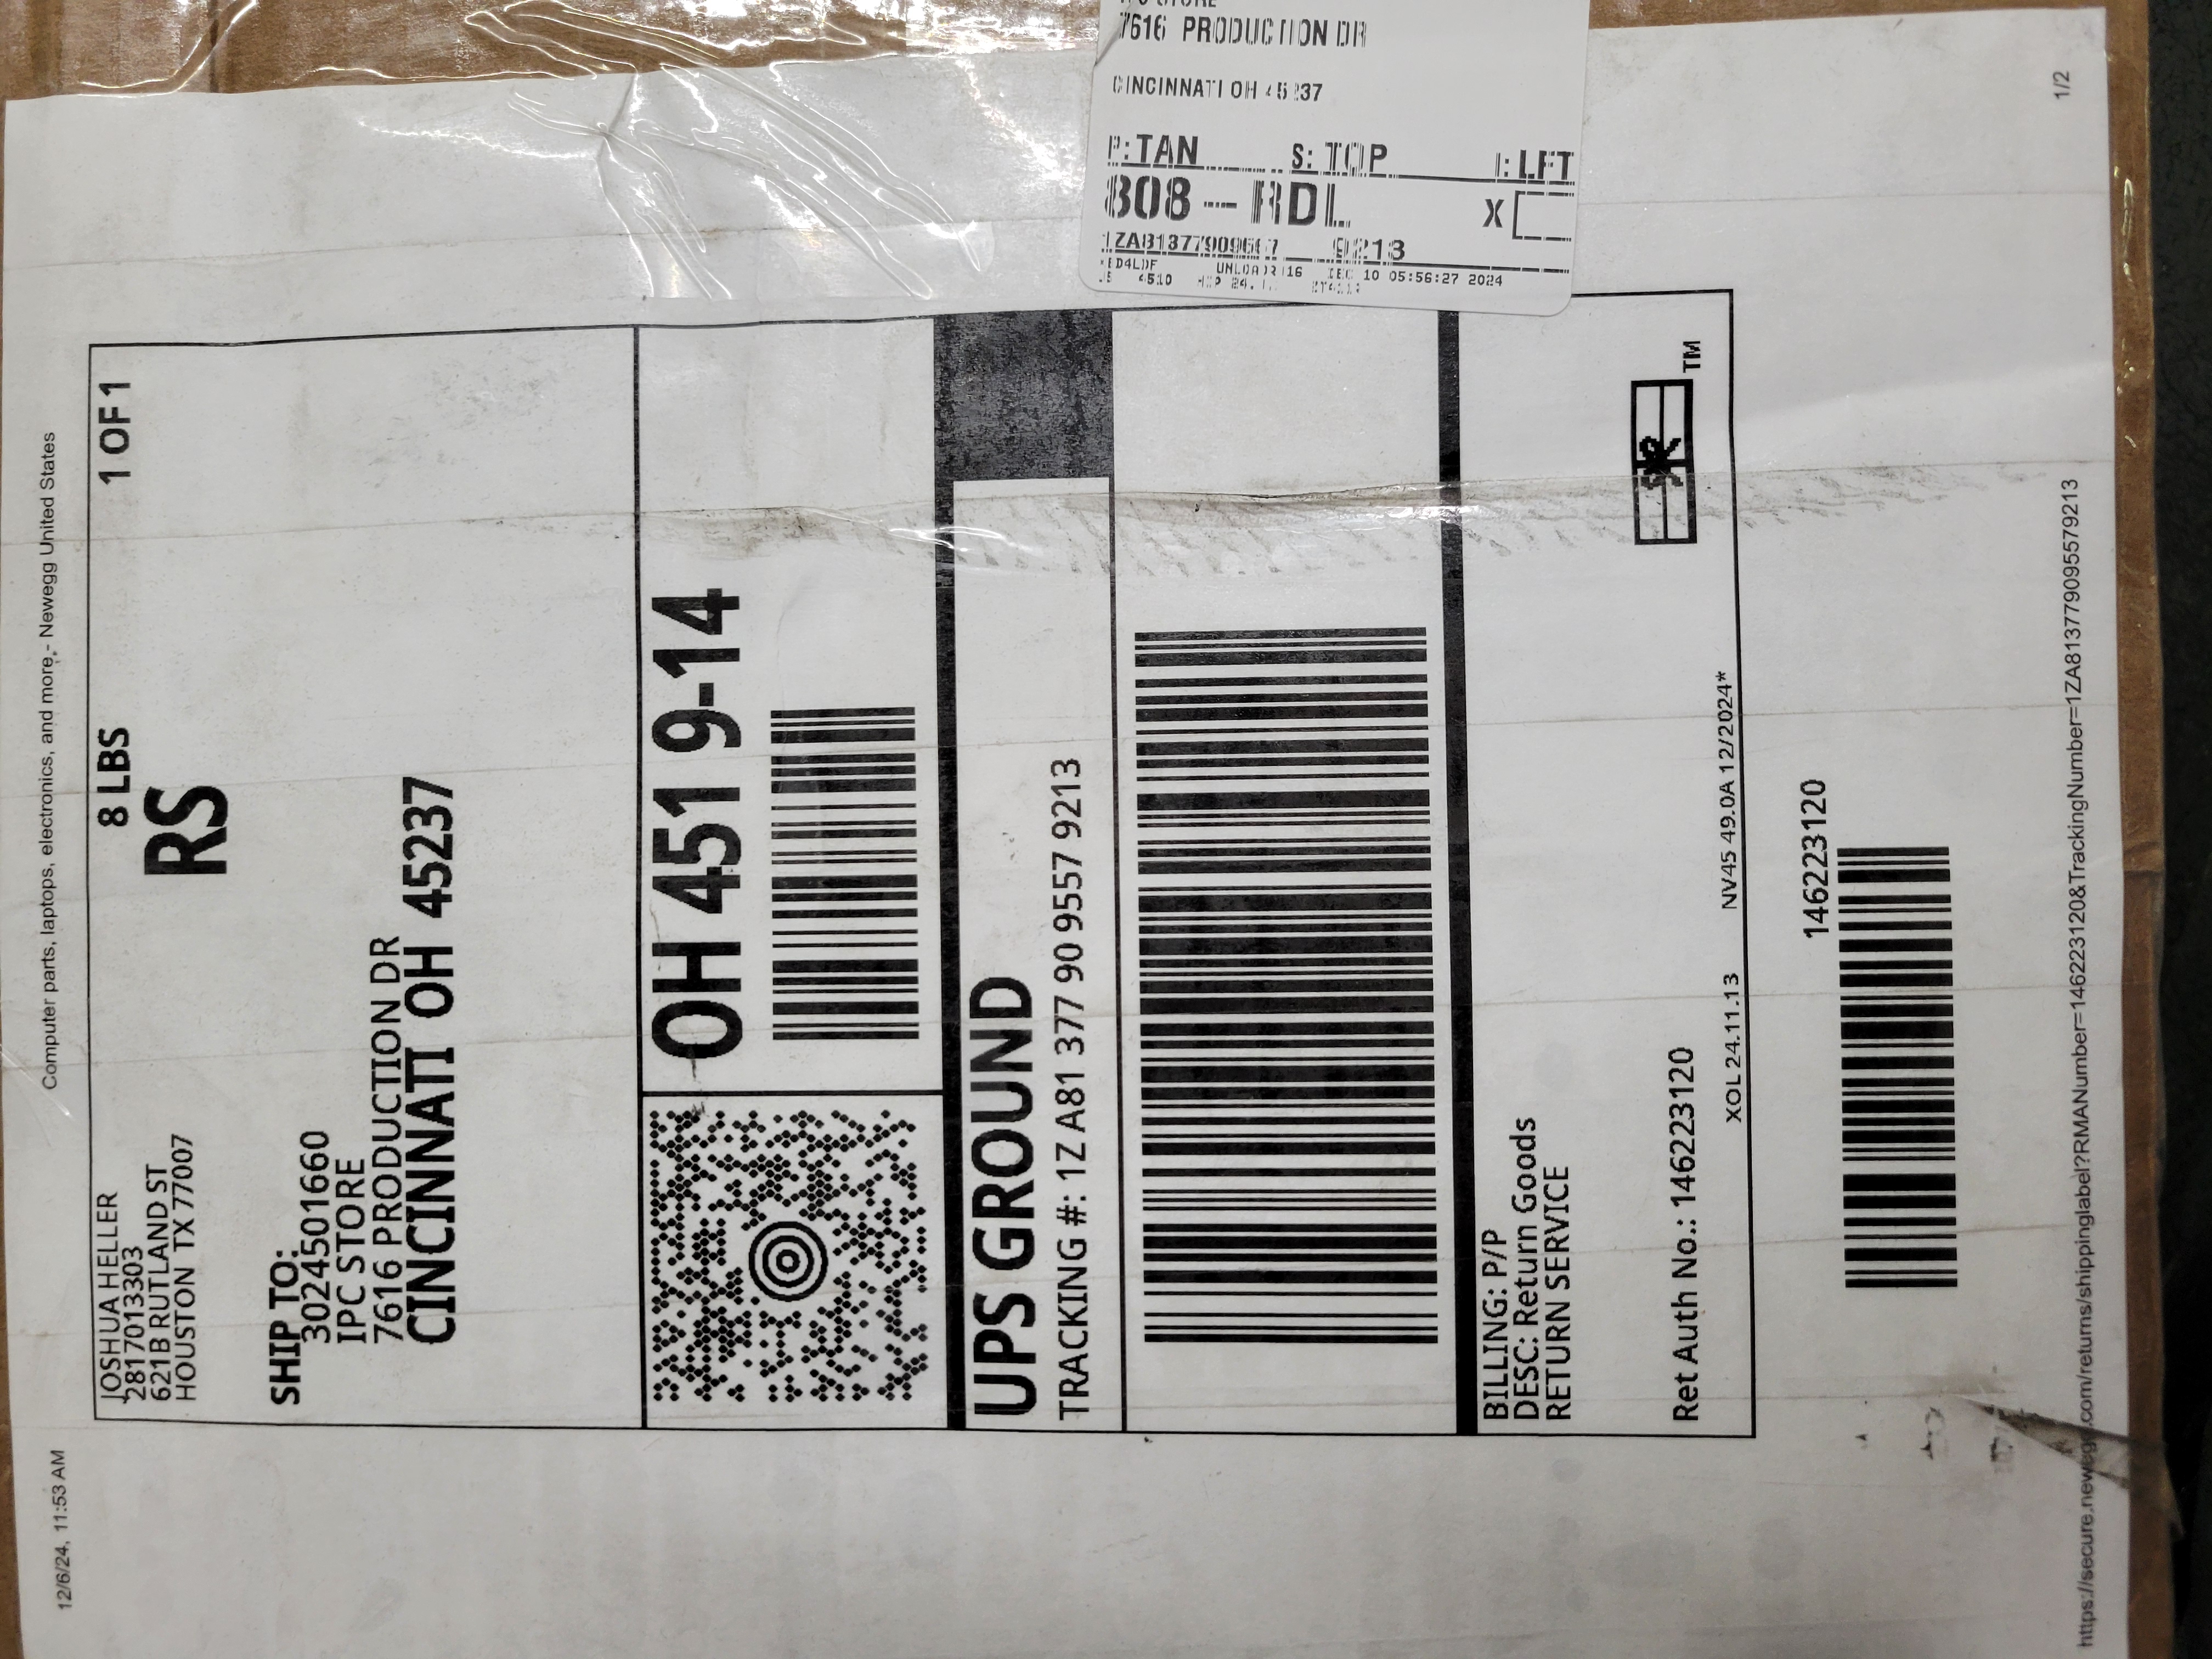 12/6/24, 11:53 AM
Computer parts, laptops, electronics, and more,- Newegg United States
JOSHUA HELLER
2817013303
621B RUTLAND ST
HOUSTON TX 77007
8 LBS
1 OF 1
RS
SHIP TO:
3024501660
IPC STORE
7616 PRODUCTION DR
CINCINNATI OH 45237
OH 451 9-14
UPS GROUND
TRACKING #: 1Z A81 377 90 9557 9213
BILLING: P/P
DESC: Return Goods
RETURN SERVICE
Ret Auth No.: 146223120
XOL 24.11.13
NV45 49.0A 12/2024*
TM
146223120
https://secure.newegg.com/returns/shippinglabel?RMANumber=146223120&TrackingNumber=1ZA813779095579213
1/2
STORE
7616 PRODUCTION DR
CINCINNATI OH 45237
P: TAN S: TOP I: LFT
808-RDL X
9213
DEC 10 05:56:27 2024